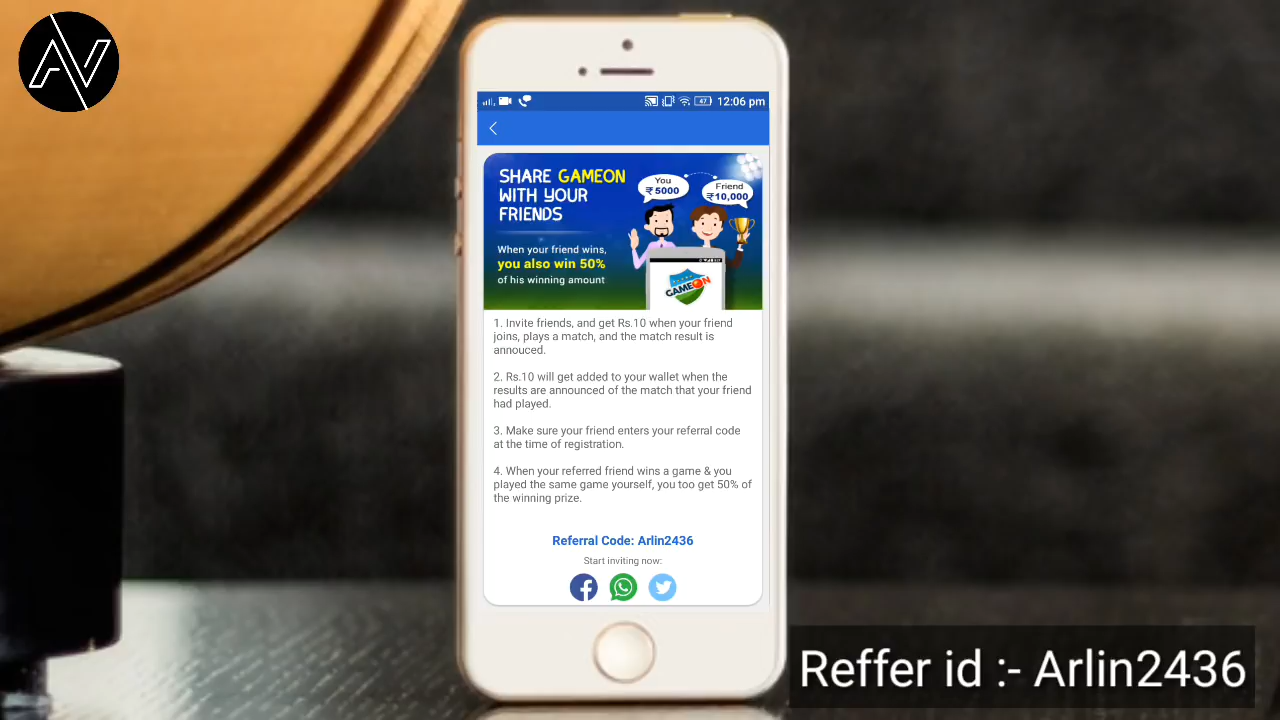 AV
47 12:06 pm
SHARE GAMEON
WITH YOUR
FRIENDS
You
₹ 5000
Friend
₹10,000
When your friend wins,
you also win 50%
of his winning amount
GAMEON
1. Invite friends, and get Rs.10 when your friend
joins, plays a match, and the match result is
annouced.
2. Rs.10 will get added to your wallet when the
results are announced of the match that your friend
had played.
3. Make sure your friend enters your referral code
at the time of registration.
4. When your referred friend wins a game & you
played the same game yourself, you too get 50% of
the winning prize.
Referral Code: Arlin2436
Start inviting now:
Reffer id :- Arlin2436